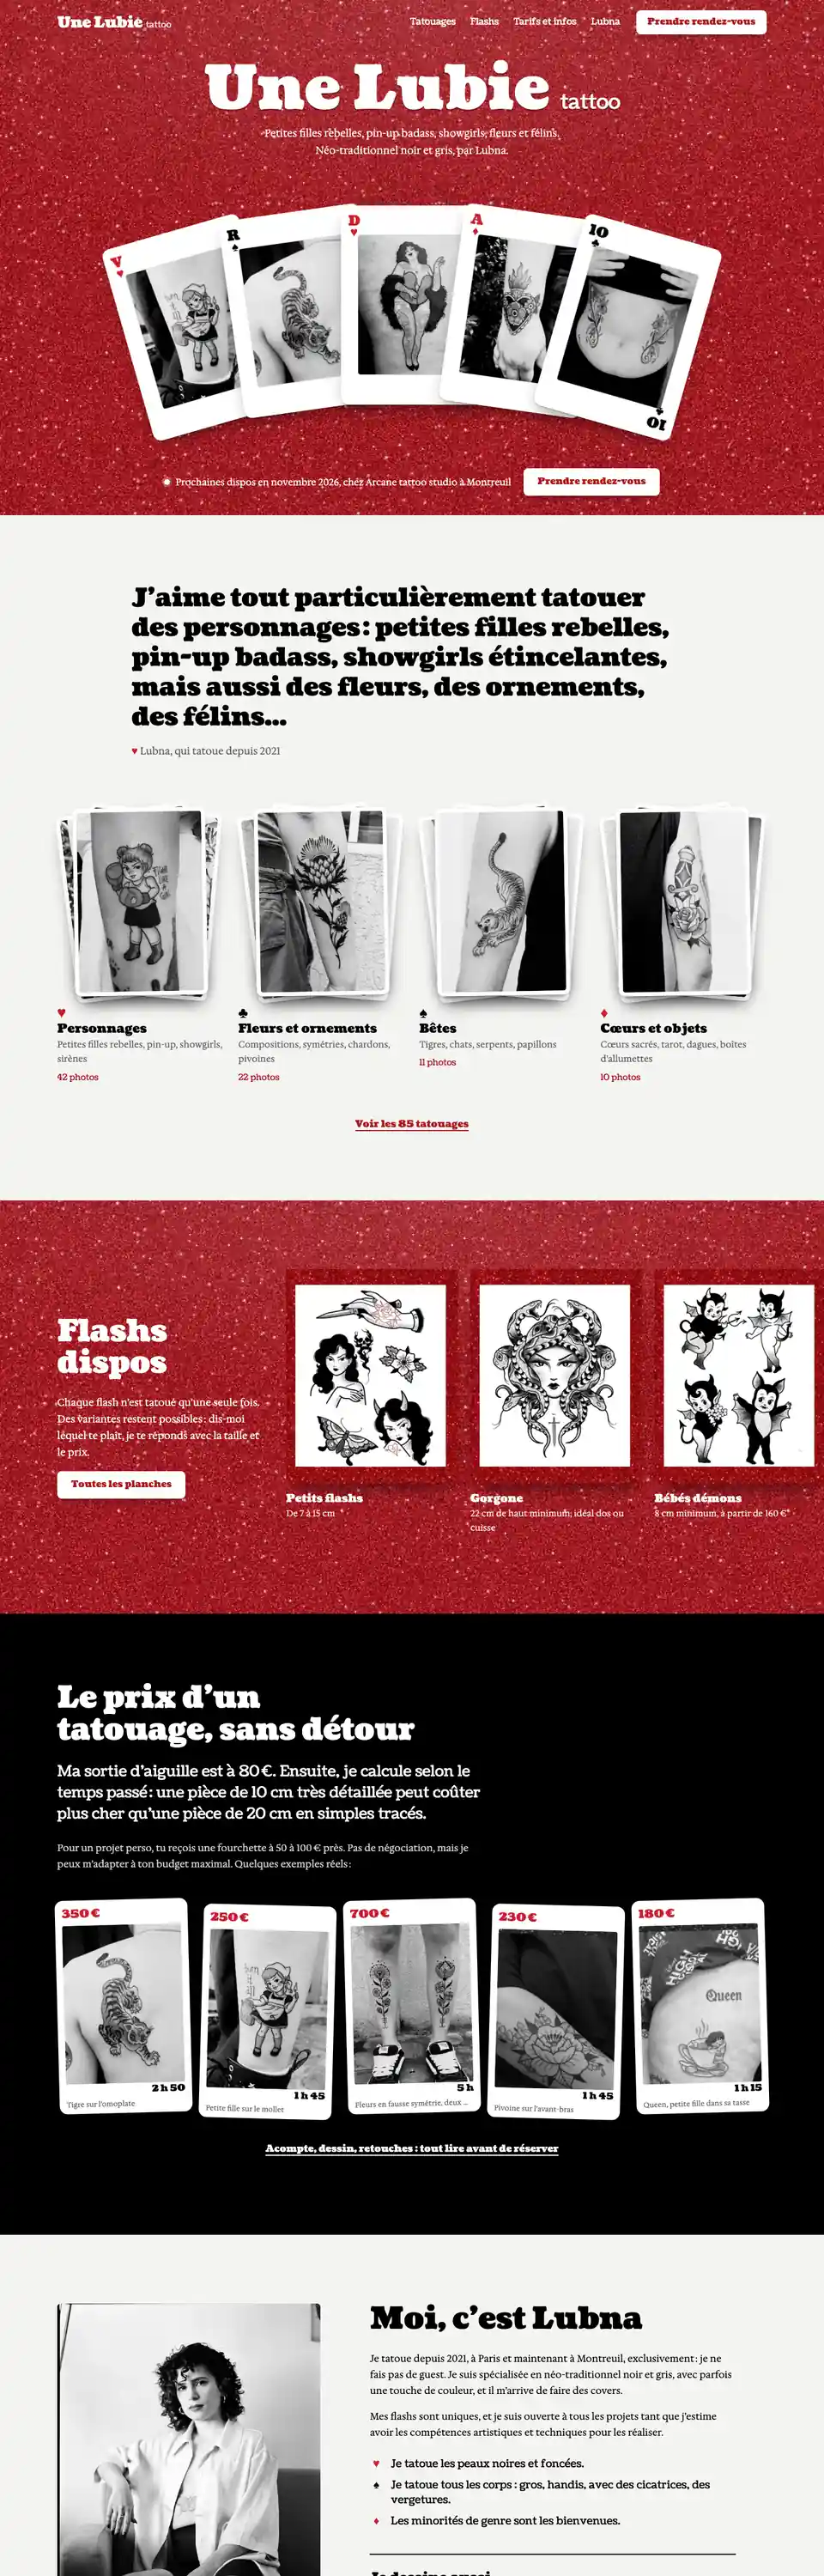 Une Lubie tattoo
Tatouages Flashs Tarifs et infos Lubna Prendre rendez-vous
Une Lubie tattoo
Petites filles rebelles, pin-up badass, showgirls, fleurs et félins.
Néo-traditionnel noir et gris, par Lubna.
V
R
D
A
10
10
Prochaines dispos en novembre 2026, chez Arcane tattoo studio à Montreuil
Prendre rendez-vous
J’aime tout particulièrement tatouer
des personnages : petites filles rebelles,
pin-up badass, showgirls étincelantes,
mais aussi des fleurs, des ornements,
des félins...
♥ Lubna, qui tatoue depuis 2021
♥
Personnages
Petites filles rebelles, pin-up, showgirls,
sirènes
42 photos
♣
Fleurs et ornements
Compositions, symétries, chardons,
pivoines
22 photos
♠
Bêtes
Tigres, chats, serpents, papillons
11 photos
♦
Cœurs et objets
Cœurs sacrés, tarot, dagues, boîtes
d’allumettes
10 photos
Voir les 85 tatouages
Flashs
dispos
Chaque flash n’est tatoué qu’une seule fois.
Des variantes restent possibles : dis-moi
lequel te plaît, je te réponds avec la taille et
le prix.
Toutes les planches
Petits flashs
De 7 à 15 cm
Gorgone
22 cm de haut minimum, idéal dos ou
cuisse
Bébés démons
8 cm minimum, à partir de 160 €
Le prix d’un
tatouage, sans détour
Ma sortie d’aiguille est à 80 €. Ensuite, je calcule selon le
temps passé : une pièce de 10 cm très détaillée peut coûter
plus cher qu’une pièce de 20 cm en simples tracés.
Pour un projet perso, tu reçois une fourchette à 50 à 100 € près. Pas de négociation, mais je
peux m’adapter à ton budget maximal. Quelques exemples réels :
350 €
2 h 50
Tigre sur l’omoplate
250 €
burn it all
1 h 45
Petite fille sur le mollet
700 €
5 h
Fleurs en fausse symétrie, deux ...
230 €
1 h 45
Pivoine sur l’avant-bras
180 €
Queen
1 h 15
Queen, petite fille dans sa tasse
Acompte, dessin, retouches : tout lire avant de réserver
Moi, c’est Lubna
Je tatoue depuis 2021, à Paris et maintenant à Montreuil, exclusivement : je ne
fais pas de guest. Je suis spécialisée en néo-traditionnel noir et gris, avec parfois
une touche de couleur, et il m’arrive de faire des covers.
Mes flashs sont uniques, et je suis ouverte à tous les projets tant que j’estime
avoir les compétences artistiques et techniques pour les réaliser.
♥ Je tatoue les peaux noires et foncées.
♠ Je tatoue tous les corps : gros, handis, avec des cicatrices, des
vergetures.
♦ Les minorités de genre sont les bienvenues.